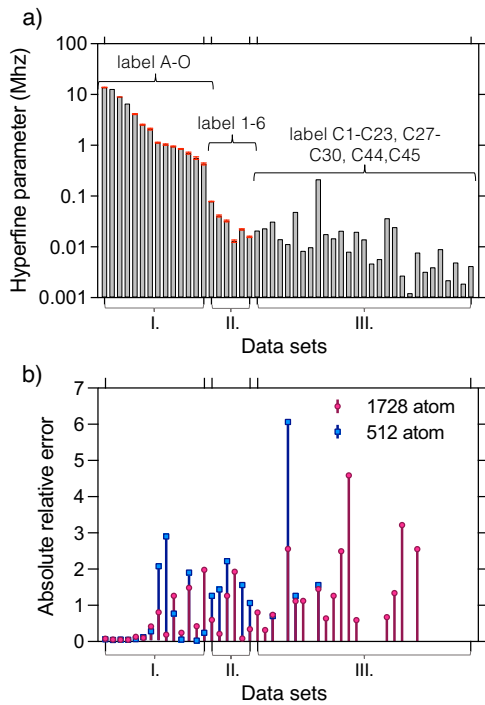 a)
Hyperfine parameter (Mhz)
100
10
1
0.1
0.01
0.001
label A-O
label 1-6
label C1-C23, C27-
C30, C44,C45
I.
II.
III.
Data sets
b)
Absolute relative error
7
6
5
4
3
2
1
0
1728 atom
512 atom
I.
II.
III.
Data sets